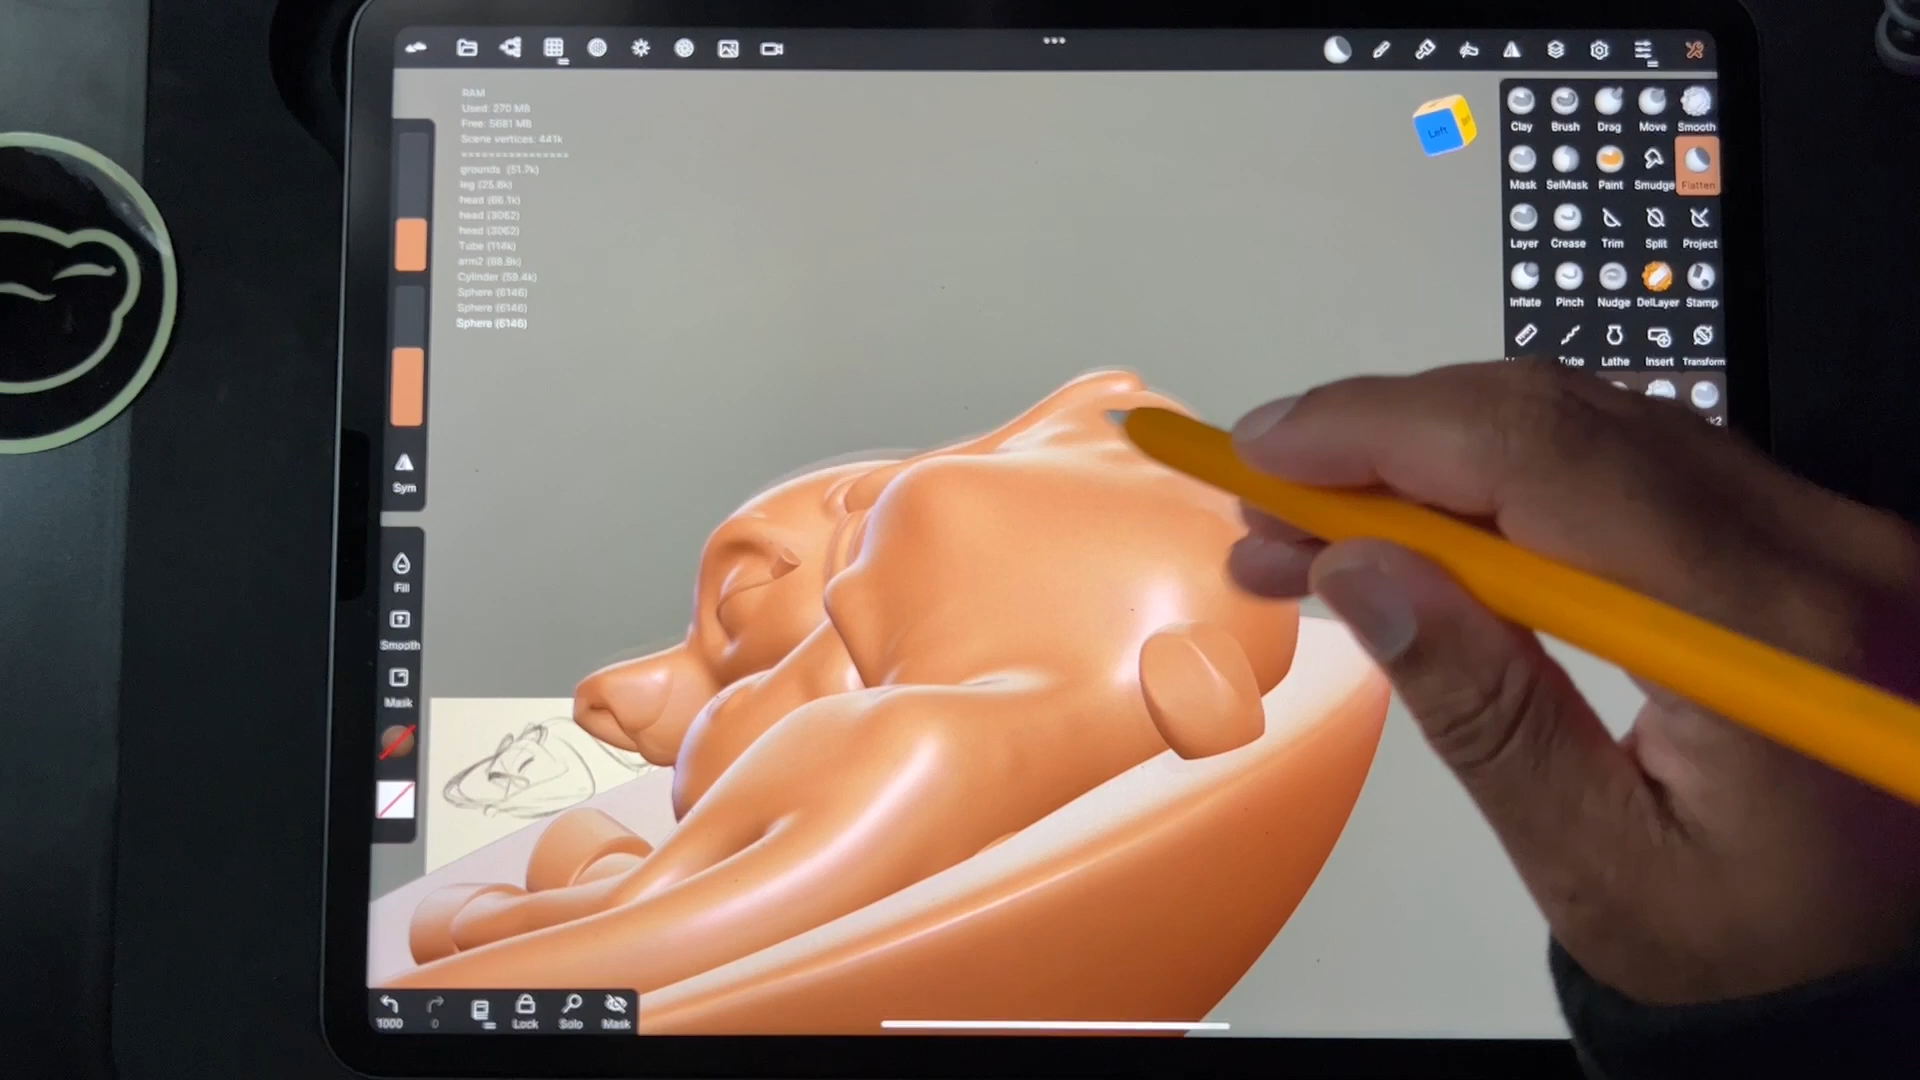 RAM
Used: 270 MB
Free: 5681 MB
Scene vertices: 441k
================
grounds (51.7k)
leg (25.8k)
head (66.1k)
head (3062)
head (3062)
Tube (114k)
arm2 (98.9k)
Cylinder (59.4k)
Sphere (6146)
Sphere (6146)
Sphere (6146)
Left
Clay Brush Drag Move Smooth
Mask SelMask Paint Smudge Flatten
Layer Crease Trim Split Project
Inflate Pinch Nudge DelLayer Stamp
Tube Lathe Insert Transform
Sym
Fill
Smooth
Mask
1000 0 Lock Solo Mask